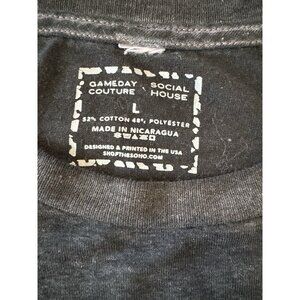 GAMEDAY SOCIAL
COUTURE HOUSE
L
52% COTTON 48% POLYESTER
MADE IN NICARAGUA
DESIGNED & PRINTED IN THE USA
SHOPTHESOHO.COM